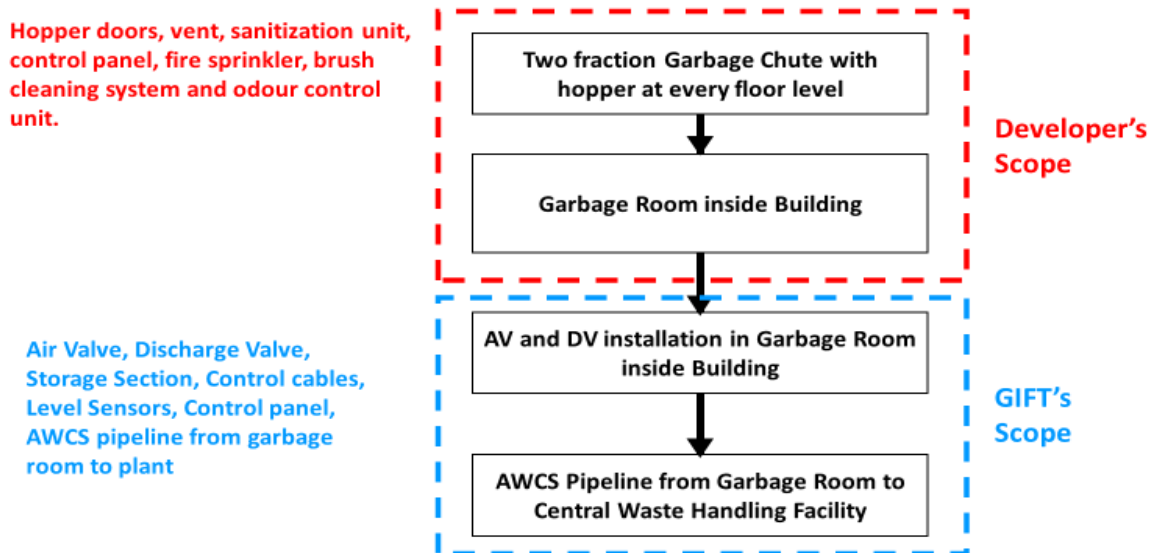 Hopper doors, vent, sanitization unit,
control panel, fire sprinkler, brush
cleaning system and odour control
unit.
Two fraction Garbage Chute with
hopper at every floor level
Developer's
Scope
Garbage Room inside Building
Air Valve, Discharge Valve,
Storage Section, Control cables,
Level Sensors, Control panel,
AWCS pipeline from garbage
room to plant
AV and DV installation in Garbage Room
inside Building
GIFT's
Scope
AWCS Pipeline from Garbage Room to
Central Waste Handling Facility